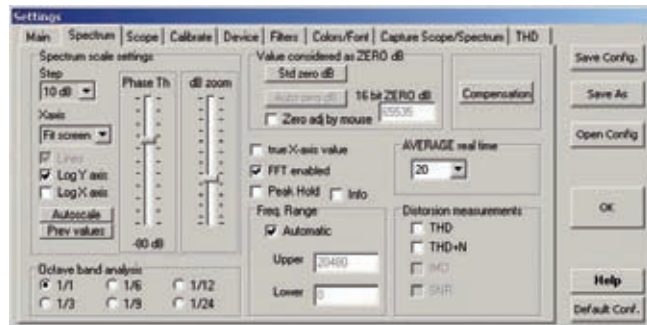 Settings
Main Spectrum Scope Calibrate Device Filters Colors/Font Capture Scope/Spectrum THD
Spectrum scale settings
Step
10 dB
Xaxis
Fit screen
Lines
Log Y axis
Log X axis
Autoscale
Prev values
Phase Th
-80 dB
dB zoom
Octave band analysis
1/1 1/6 1/12
1/3 1/9 1/24
Value considered as ZERO dB
Std zero dB
Auto zero dB
16 bit ZERO dB
Zero adj by mouse
65535
Compensation
true X-axis value
FFT enabled
Peak Hold
Info
AVERAGE real time
20
Freq. Range
Automatic
Upper 20480
Lower 0
Distorsion measurements
THD
THD+N
IMD
SNR
Save Config.
Save As
Open Config
OK
Help
Default Conf.